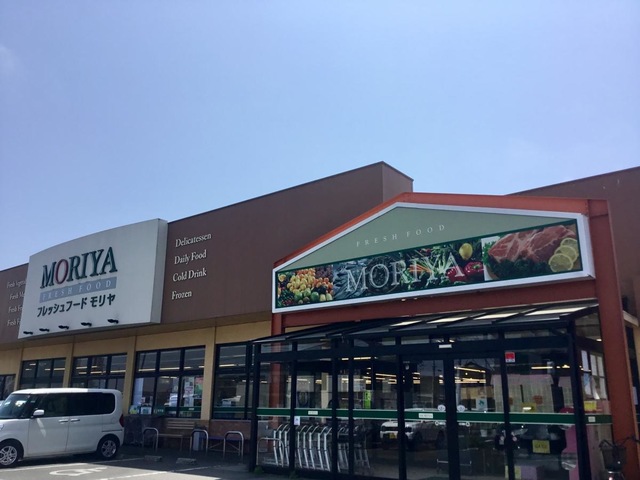 MORIYA
FRESH FOOD
フレッシュフード モリヤ
Delicatessen
Daily Food
Cold Drink
Frozen
FRESH FOOD
MORIYA